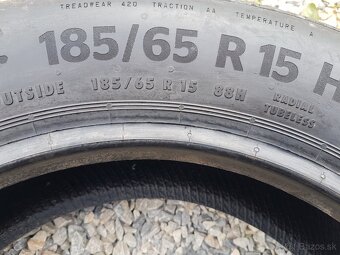 TREADWEAR 420 TRACTION AA TEMPERATURE A
185/65 R 15 H
OUTSIDE 185/65 R 15 88H RADIAL TUBELESS
Bazos.sk